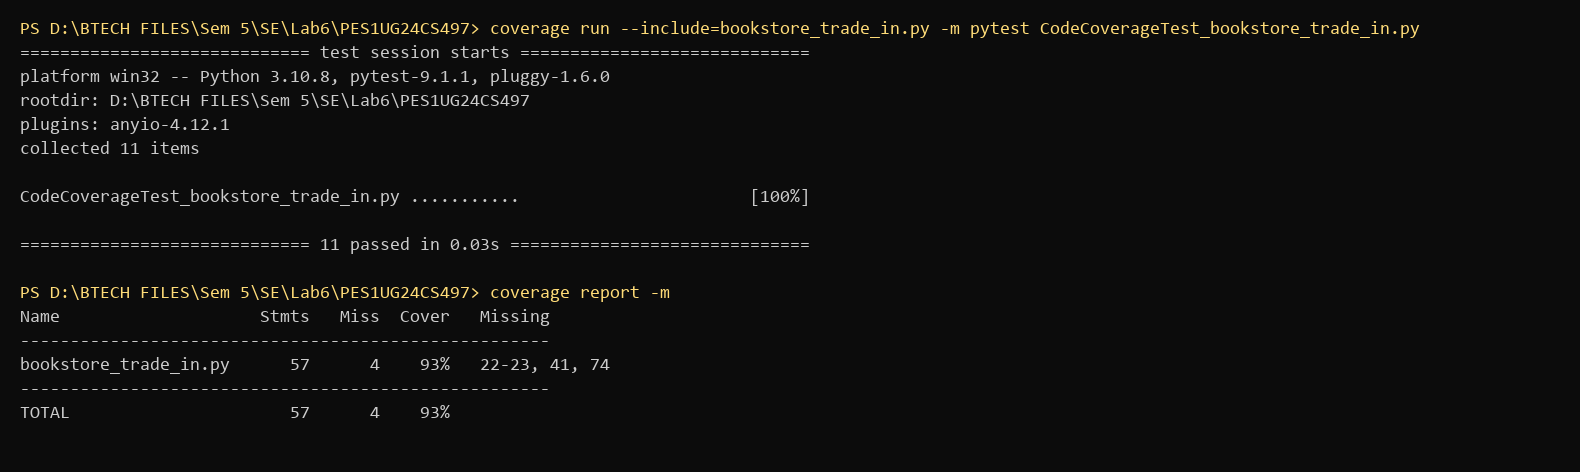 PS D:\BTECH FILES\Sem 5\SE\Lab6\PES1UG24CS497> coverage run --include=bookstore_trade_in.py -m pytest CodeCoverageTest_bookstore_trade_in.py
============================= test session starts =============================
platform win32 -- Python 3.10.8, pytest-9.1.1, pluggy-1.6.0
rootdir: D:\BTECH FILES\Sem 5\SE\Lab6\PES1UG24CS497
plugins: anyio-4.12.1
collected 11 items

CodeCoverageTest_bookstore_trade_in.py ...........                       [100%]

============================= 11 passed in 0.03s ==============================

PS D:\BTECH FILES\Sem 5\SE\Lab6\PES1UG24CS497> coverage report -m
Name                    Stmts   Miss  Cover   Missing
-----------------------------------------------------
bookstore_trade_in.py      57      4    93%   22-23, 41, 74
-----------------------------------------------------
TOTAL                      57      4    93%